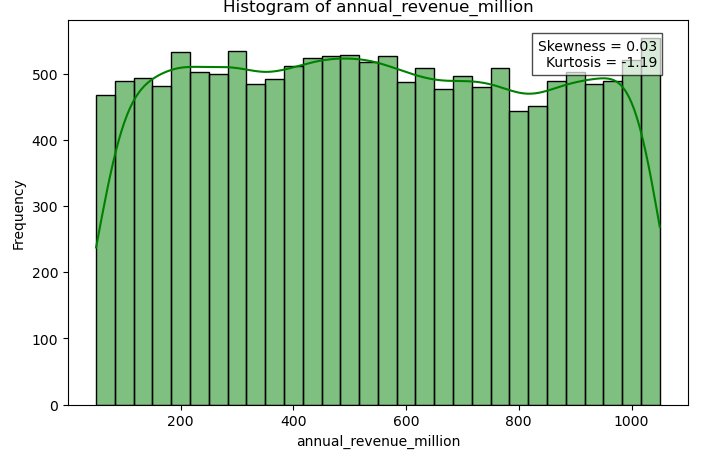 Histogram of annual_revenue_million
Skewness = 0.03
Kurtosis = -1.19
500
400
300
200
100
0
Frequency
200
400
600
800
1000
annual_revenue_million